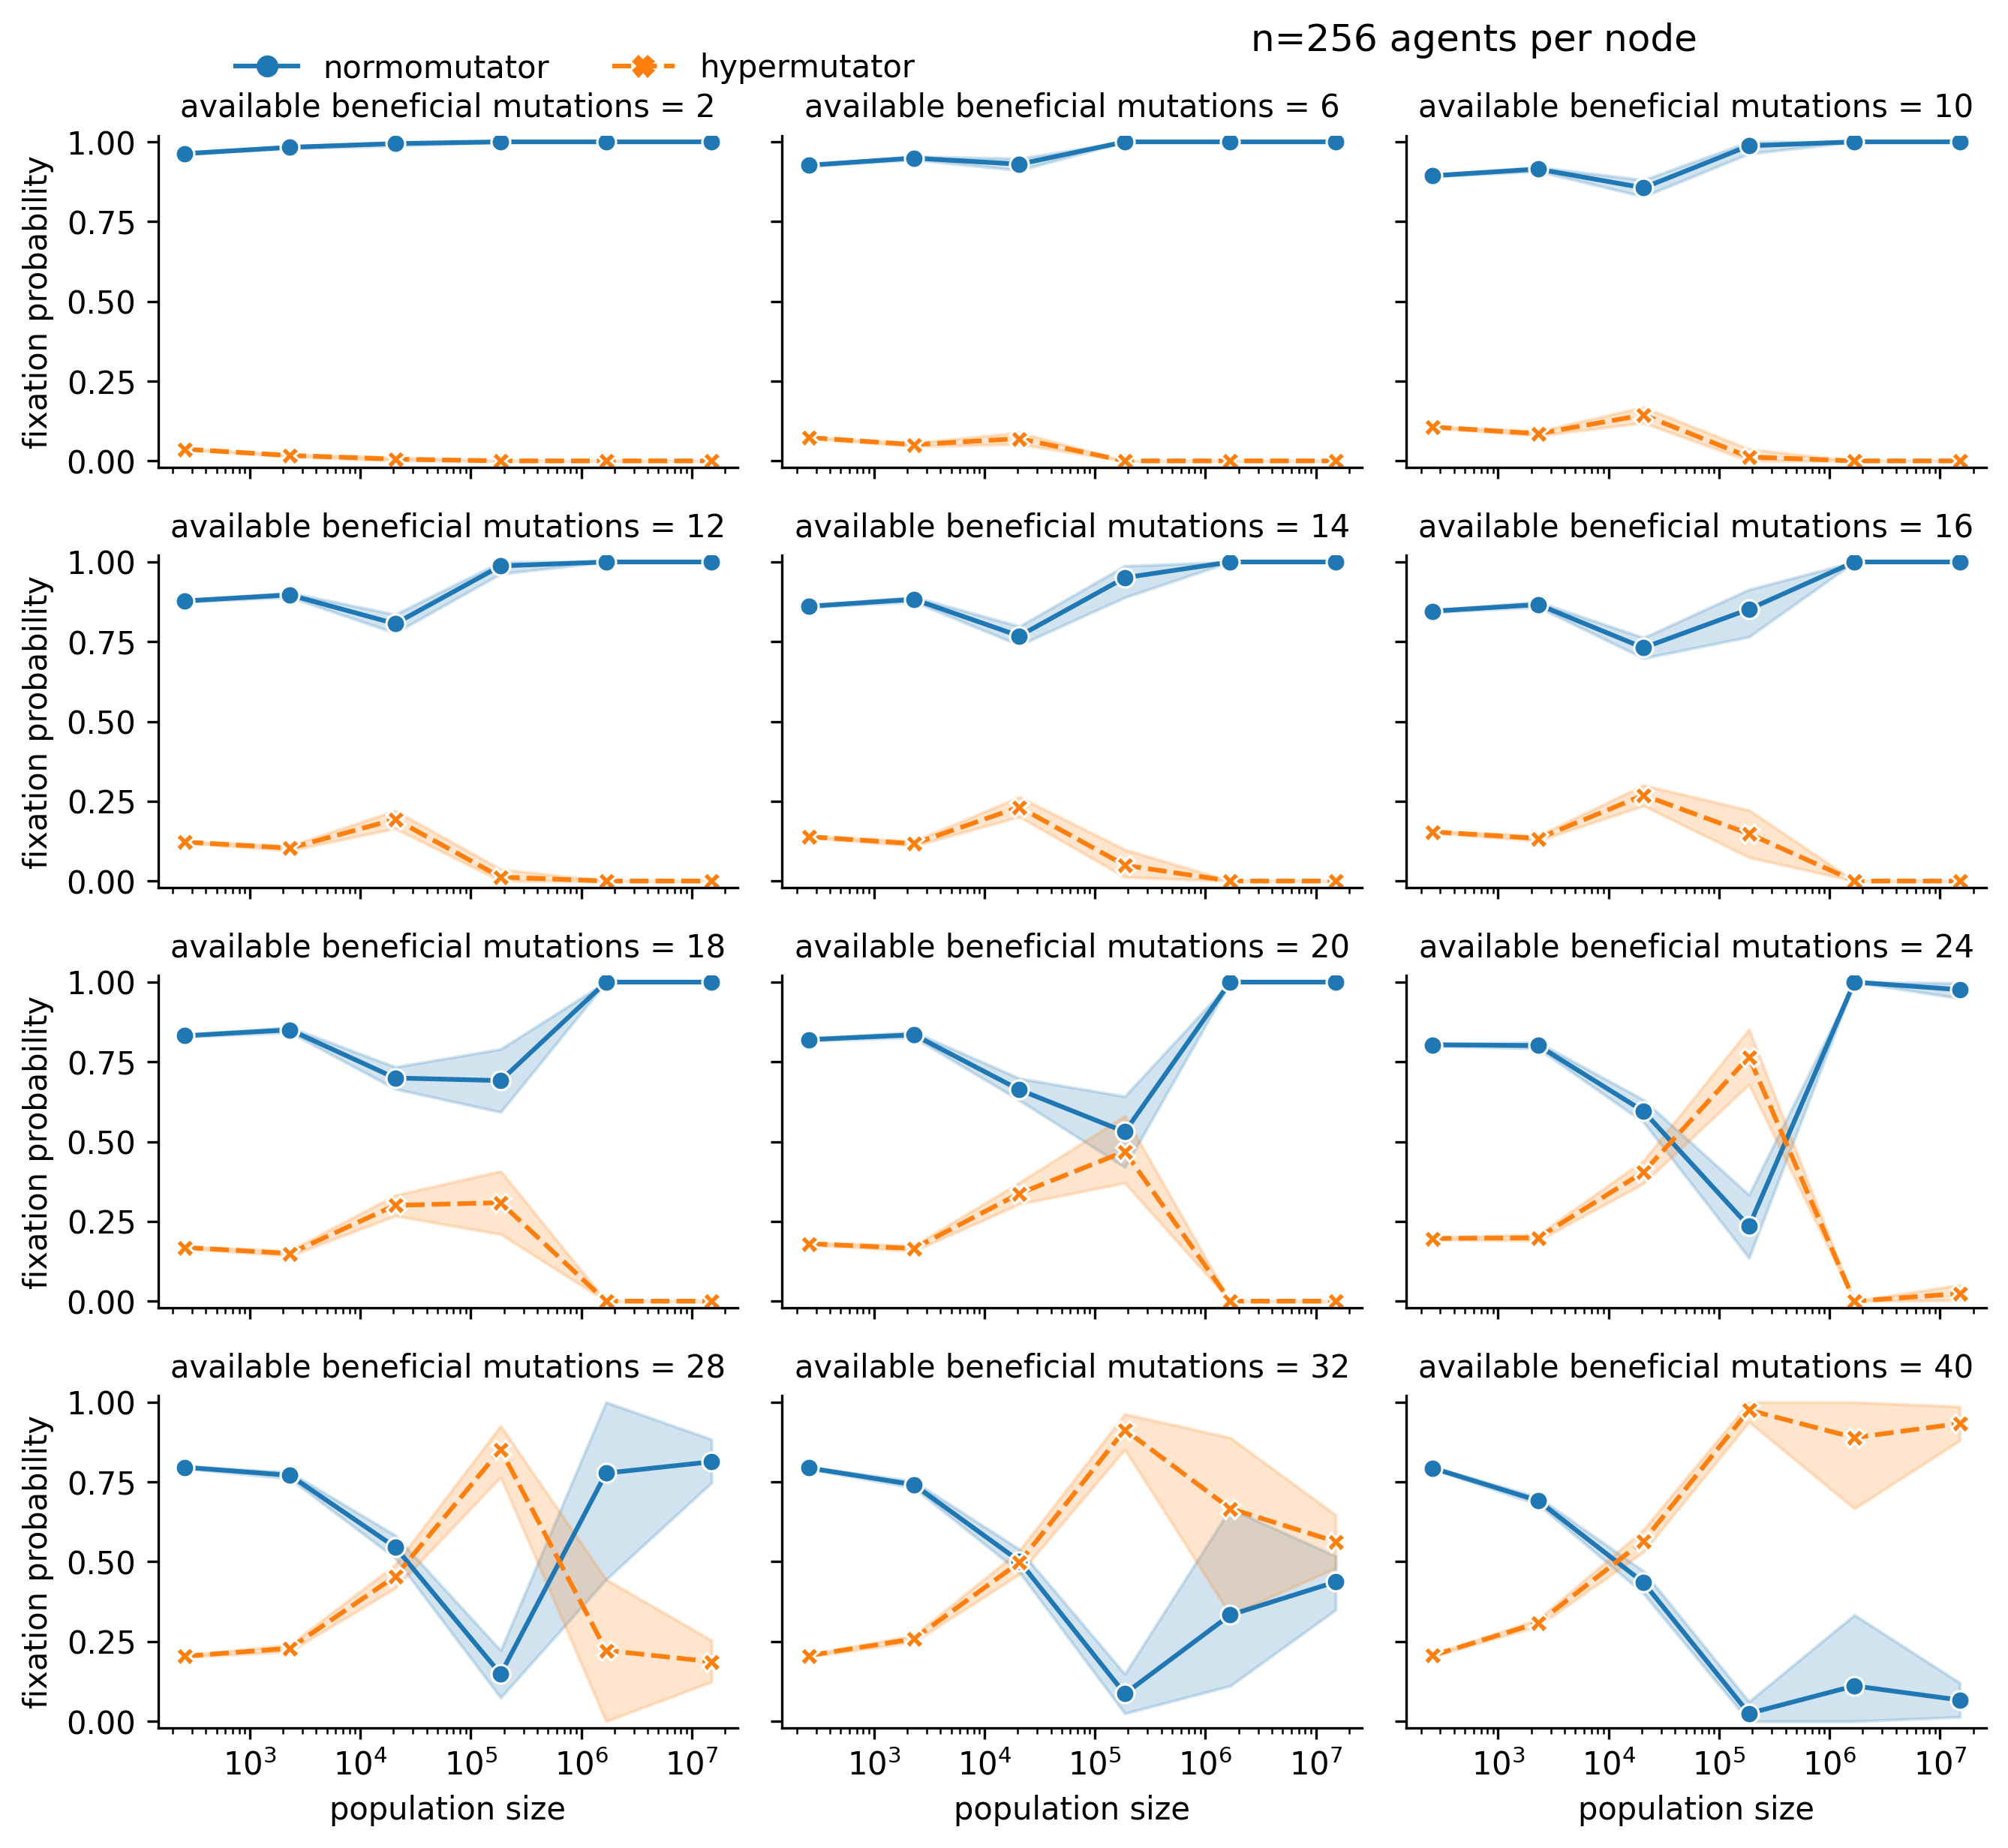 n=256 agents per node
normomutator hypermutator
available beneficial mutations = 2 available beneficial mutations = 6 available beneficial mutations = 10
1.00
0.75
0.50
0.25
0.00
fixation probability
available beneficial mutations = 12 available beneficial mutations = 14 available beneficial mutations = 16
1.00
0.75
0.50
0.25
0.00
fixation probability
available beneficial mutations = 18 available beneficial mutations = 20 available beneficial mutations = 24
1.00
0.75
0.50
0.25
0.00
fixation probability
available beneficial mutations = 28 available beneficial mutations = 32 available beneficial mutations = 40
1.00
0.75
0.50
0.25
0.00
fixation probability
10³ 10⁴ 10⁵ 10⁶ 10⁷ 10³ 10⁴ 10⁵ 10⁶ 10⁷ 10³ 10⁴ 10⁵ 10⁶ 10⁷
population size population size population size